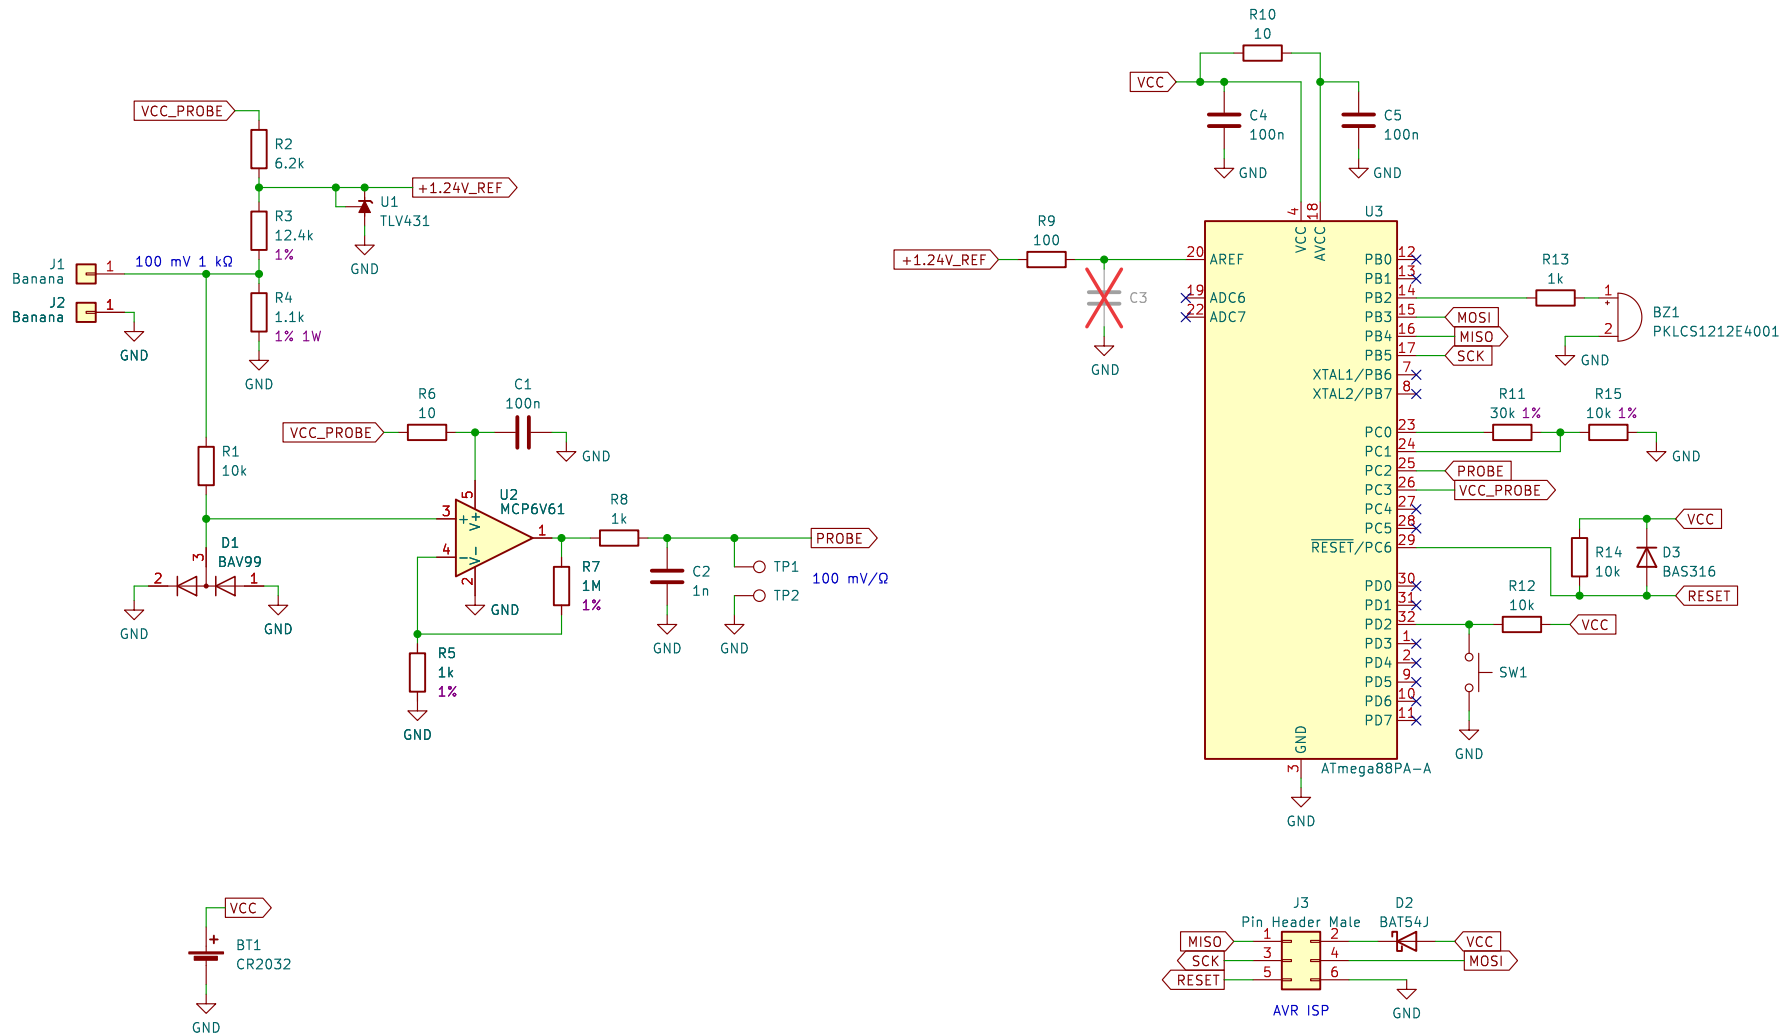 R10
10
VCC
C4
100n
C5
100n
GND
GND
VCC_PROBE
R2
6.2k
+1.24V_REF
U1
TLV431
GND
R3
12.4k
1%
J1
Banana
1
100 mV 1 kΩ
J2
Banana
1
GND
R4
1.1k
1% 1W
GND
R6
10
C1
100n
VCC_PROBE
GND
R1
10k
U2
MCP6V61
5
3
4
1
2
+
−
V+
V-
GND
R8
1k
PROBE
D1
BAV99
3
2
1
GND
GND
R7
1M
1%
C2
1n
GND
TP1
TP2
100 mV/Ω
GND
R5
1k
1%
GND
VCC
+
BT1
CR2032
GND
U3
4
18
VCC
AVCC
R9
100
+1.24V_REF
C3
GND
20
AREF
19
ADC6
22
ADC7
PB0
12
PB1
13
PB2
14
PB3
15
PB4
16
PB5
17
XTAL1/PB6
7
XTAL2/PB7
8
PC0
23
PC1
24
PC2
25
PC3
26
PC4
27
PC5
28
RESET/PC6
29
PD0
30
PD1
31
PD2
32
PD3
1
PD4
2
PD5
9
PD6
10
PD7
11
GND
3
ATmega88PA-A
GND
R13
1k
1
+
2
BZ1
PKLCS1212E4001
GND
MOSI
MISO
SCK
R11
30k 1%
R15
10k 1%
GND
PROBE
VCC_PROBE
VCC
R14
10k
D3
BAS316
RESET
R12
10k
VCC
SW1
GND
J3
Pin Header Male
D2
BAT54J
MISO
1
2
VCC
SCK
3
4
MOSI
RESET
5
6
GND
AVR ISP